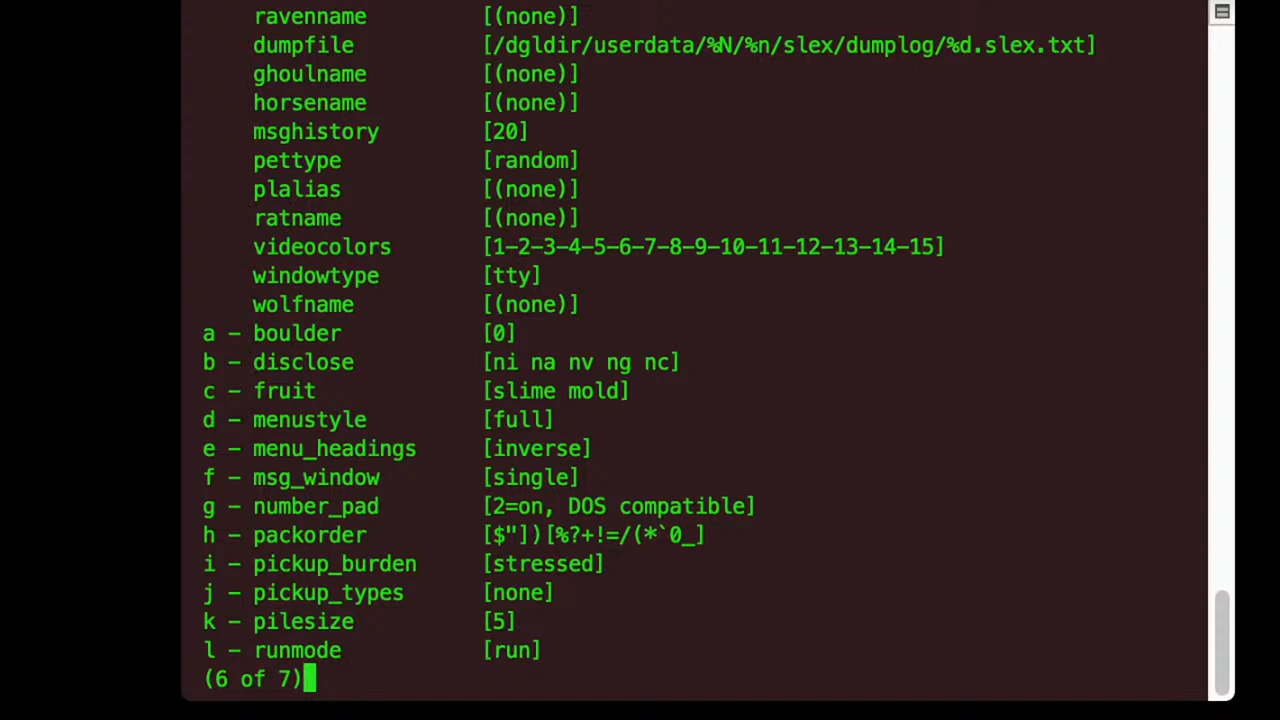 ravenname [(none)]
dumpfile [/dgldir/userdata/%N/%n/slex/dumplog/%d.slex.txt]
ghoulname [(none)]
horsename [(none)]
msghistory [20]
pettype [random]
plalias [(none)]
ratname [(none)]
videocolors [1-2-3-4-5-6-7-8-9-10-11-12-13-14-15]
windowtype [tty]
wolfname [(none)]
a - boulder [0]
b - disclose [ni na nv ng nc]
c - fruit [slime mold]
d - menustyle [full]
e - menu_headings [inverse]
f - msg_window [single]
g - number_pad [2=on, DOS compatible]
h - packorder [$"])[%?+!=/(*`0_]
i - pickup_burden [stressed]
j - pickup_types [none]
k - pilesize [5]
l - runmode [run]
(6 of 7)